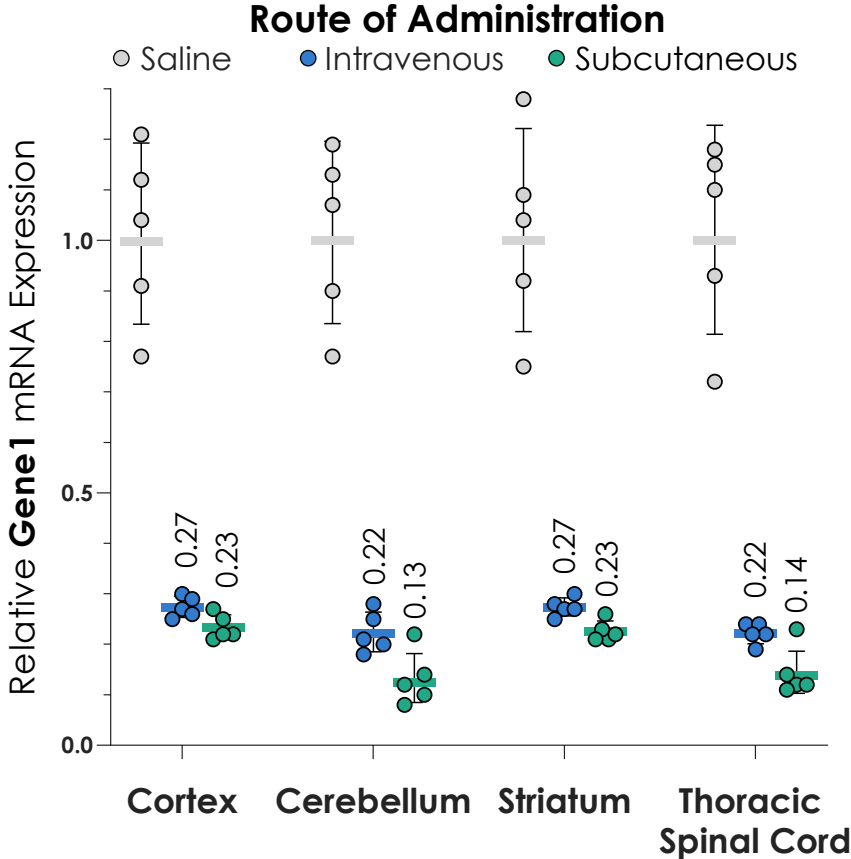 Route of Administration
Saline Intravenous Subcutaneous
Relative Gene1 mRNA Expression
1.0
0.5
0.0
0.27
0.23
0.22
0.13
0.27
0.23
0.22
0.14
Cortex Cerebellum Striatum Thoracic
Spinal Cord